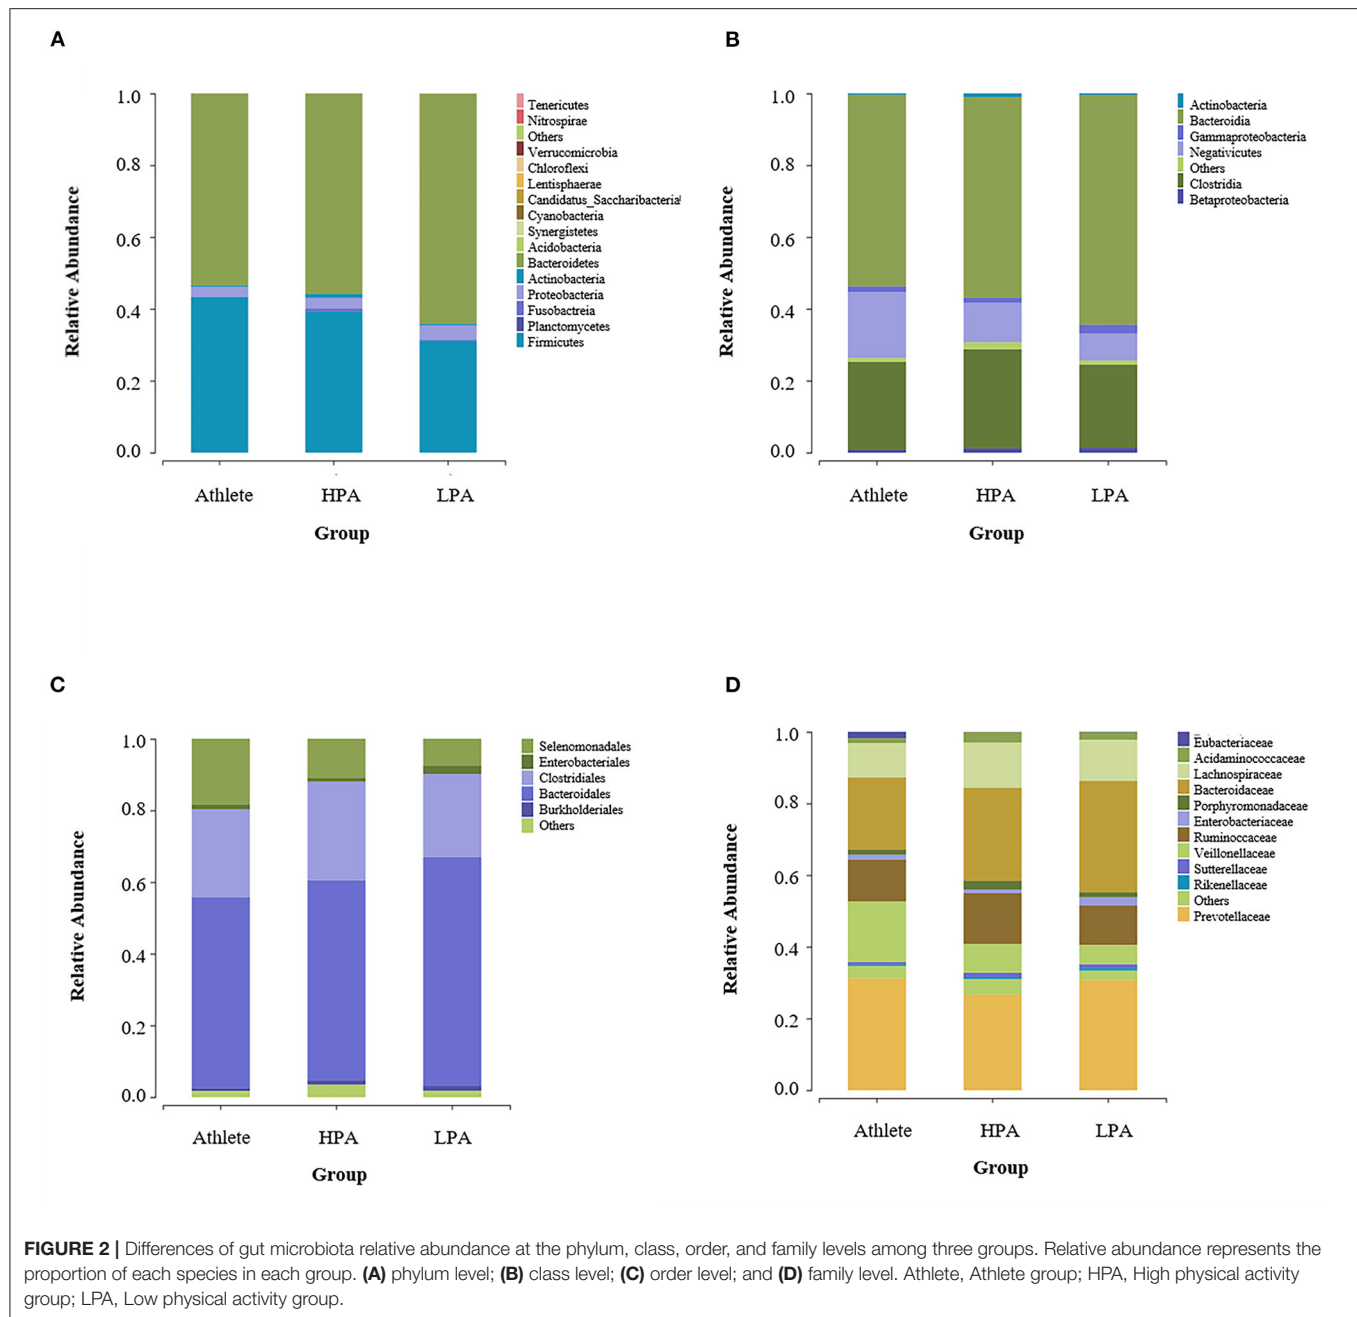 A
1.0
0.8
0.6
0.4
0.2
0.0
Relative Abundance
Athlete HPA LPA
Group
Tenericutes
Nitrospirae
Others
Verrucomicrobia
Chloroflexi
Lentisphaerae
Candidatus_Saccharibacteria
Cyanobacteria
Synergistetes
Acidobacteria
Bacteroidetes
Actinobacteria
Proteobacteria
Fusobactreia
Planctomycetes
Firmicutes
B
1.0
0.8
0.6
0.4
0.2
0.0
Relative Abundance
Athlete HPA LPA
Group
Actinobacteria
Bacteroidia
Gammaproteobacteria
Negativicutes
Others
Clostridia
Betaproteobacteria
C
1.0
0.8
0.6
0.4
0.2
0.0
Relative Abundance
Athlete HPA LPA
Group
Selenomonadales
Enterobacteriales
Clostridiales
Bacteroidales
Burkholderiales
Others
D
1.0
0.8
0.6
0.4
0.2
0.0
Relative Abundance
Athlete HPA LPA
Group
Eubacteriaceae
Acidaminococcaceae
Lachnospiraceae
Bacteroidaceae
Porphyromonadaceae
Enterobacteriaceae
Ruminoccaceae
Veillonellaceae
Sutterellaceae
Rikenellaceae
Others
Prevotellaceae
FIGURE 2 | Differences of gut microbiota relative abundance at the phylum, class, order, and family levels among three groups. Relative abundance represents the
proportion of each species in each group. (A) phylum level; (B) class level; (C) order level; and (D) family level. Athlete, Athlete group; HPA, High physical activity
group; LPA, Low physical activity group.